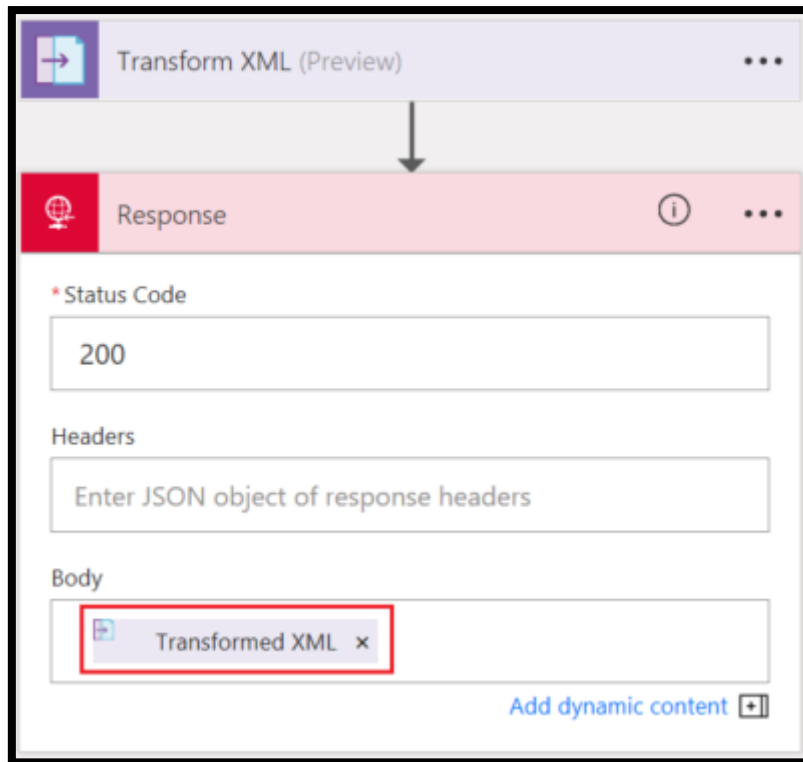 Transform XML (Preview)
Response
* Status Code
200
Headers
Enter JSON object of response headers
Body
Transformed XML ×
Add dynamic content